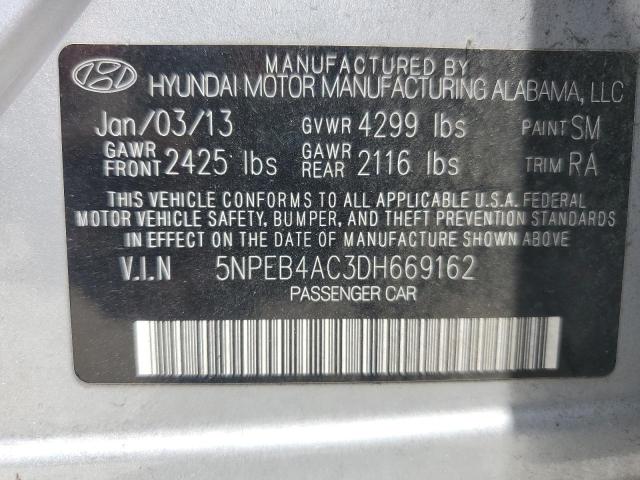 MANUFACTURED BY
HYUNDAI MOTOR MANUFACTURING ALABAMA, LLC
Jan/03/13 GVWR 4299 lbs PAINT SM
GAWR FRONT 2425 lbs GAWR REAR 2116 lbs TRIM RA
THIS VEHICLE CONFORMS TO ALL APPLICABLE U.S.A. FEDERAL
MOTOR VEHICLE SAFETY, BUMPER, AND THEFT PREVENTION STANDARDS
IN EFFECT ON THE DATE OF MANUFACTURE SHOWN ABOVE.
V.I.N 5NPEB4AC3DH669162
PASSENGER CAR